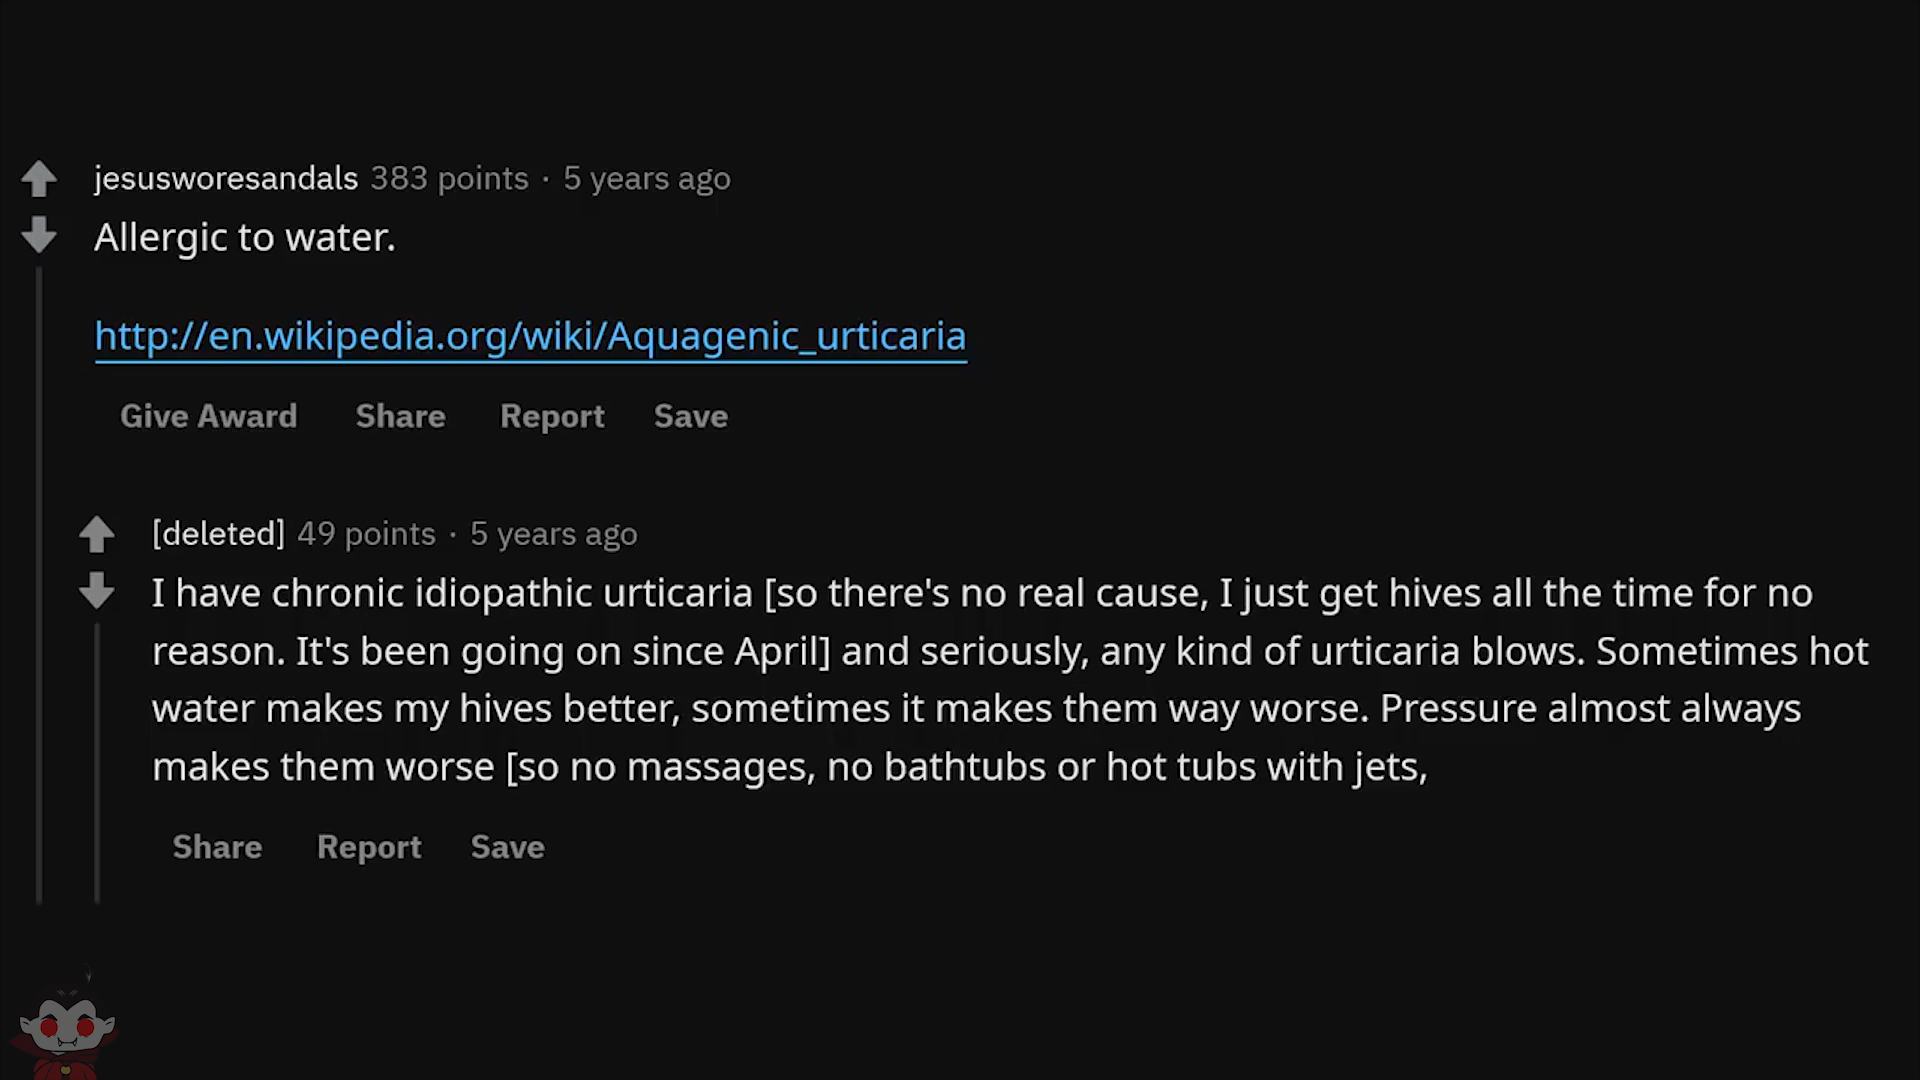 jesusworesandals 383 points · 5 years ago
Allergic to water.
http://en.wikipedia.org/wiki/Aquagenic_urticaria
Give Award Share Report Save
[deleted] 49 points · 5 years ago
I have chronic idiopathic urticaria [so there's no real cause, I just get hives all the time for no
reason. It's been going on since April] and seriously, any kind of urticaria blows. Sometimes hot
water makes my hives better, sometimes it makes them way worse. Pressure almost always
makes them worse [so no massages, no bathtubs or hot tubs with jets,
Share Report Save